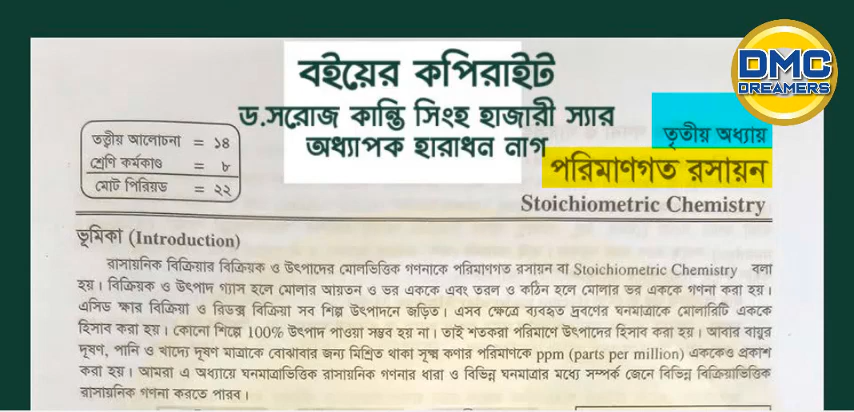 বইয়ের কপিরাইট
ড.সরোজ কান্তি সিংহ হাজারী স্যার
অধ্যাপক হারাধন নাগ
DMC
DREAMERS
তত্ত্বীয় আলোচনা = ১৪
শ্রেণি কর্মকাণ্ড = ৮
মোট পিরিয়ড = ২২
তৃতীয় অধ্যায়
পরিমাণগত রসায়ন
Stoichiometric Chemistry
ভূমিকা (Introduction)
রাসায়নিক বিক্রিয়ার বিক্রিয়ক ও উৎপাদের মোলভিত্তিক গণনাকে পরিমাণগত রসায়ন বা Stoichiometric Chemistry বলা
হয়। বিক্রিয়ক ও উৎপাদ গ্যাস হলে মোলার আয়তন ও ভর এককে এবং তরল ও কঠিন হলে মোলার ভর এককে গণনা করা হয়।
এসিড ক্ষার বিক্রিয়া ও রিডক্স বিক্রিয়া সব শিল্প উৎপাদনে জড়িত। এসব ক্ষেত্রে ব্যবহৃত দ্রবণের ঘনমাত্রাকে মোলারিটি এককে
হিসাব করা হয়। কোনো শিল্পে 100% উৎপাদ পাওয়া সম্ভব হয় না। তাই শতকরা পরিমাণে উৎপাদের হিসাব করা হয়। আবার বায়ুর
দূষণ, পানি ও খাদ্যে দূষণ মাত্রাকে বোঝাবার জন্য মিশ্রিত থাকা সূক্ষ্ম কণার পরিমাণকে ppm (parts per million) এককেও প্রকাশ
করা হয়। আমরা এ অধ্যায়ে ঘনমাত্রাভিত্তিক রাসায়নিক গণনার ধারা ও বিভিন্ন ঘনমাত্রার মধ্যে সম্পর্ক জেনে বিভিন্ন বিক্রিয়াভিত্তিক
রাসায়নিক গণনা করতে পারব।